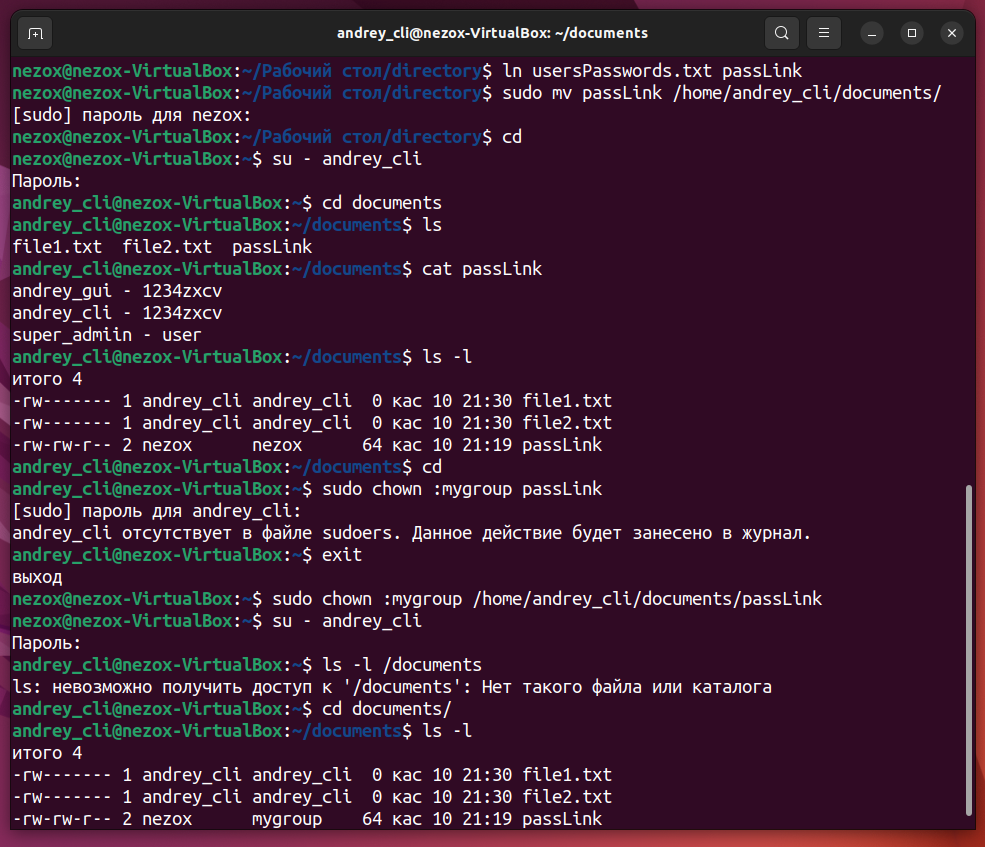 andrey_cli@nezox-VirtualBox: ~/documents
nezox@nezox-VirtualBox:~/Рабочий стол/directory$ ln usersPasswords.txt passLink
nezox@nezox-VirtualBox:~/Рабочий стол/directory$ sudo mv passLink /home/andrey_cli/documents/
[sudo] пароль для nezox:
nezox@nezox-VirtualBox:~/Рабочий стол/directory$ cd
nezox@nezox-VirtualBox:~$ su - andrey_cli
Пароль:
andrey_cli@nezox-VirtualBox:~$ cd documents
andrey_cli@nezox-VirtualBox:~/documents$ ls
file1.txt  file2.txt  passLink
andrey_cli@nezox-VirtualBox:~/documents$ cat passLink
andrey_gui - 1234zxcv
andrey_cli - 1234zxcv
super_admiin - user
andrey_cli@nezox-VirtualBox:~/documents$ ls -l
итого 4
-rw------- 1 andrey_cli andrey_cli  0 кас 10 21:30 file1.txt
-rw------- 1 andrey_cli andrey_cli  0 кас 10 21:30 file2.txt
-rw-rw-r-- 2 nezox      nezox      64 кас 10 21:19 passLink
andrey_cli@nezox-VirtualBox:~/documents$ cd
andrey_cli@nezox-VirtualBox:~$ sudo chown :mygroup passLink
[sudo] пароль для andrey_cli:
andrey_cli отсутствует в файле sudoers. Данное действие будет занесено в журнал.
andrey_cli@nezox-VirtualBox:~$ exit
выход
nezox@nezox-VirtualBox:~$ sudo chown :mygroup /home/andrey_cli/documents/passLink
nezox@nezox-VirtualBox:~$ su - andrey_cli
Пароль:
andrey_cli@nezox-VirtualBox:~$ ls -l /documents
ls: невозможно получить доступ к '/documents': Нет такого файла или каталога
andrey_cli@nezox-VirtualBox:~$ cd documents/
andrey_cli@nezox-VirtualBox:~/documents$ ls -l
итого 4
-rw------- 1 andrey_cli andrey_cli  0 кас 10 21:30 file1.txt
-rw------- 1 andrey_cli andrey_cli  0 кас 10 21:30 file2.txt
-rw-rw-r-- 2 nezox      mygroup    64 кас 10 21:19 passLink